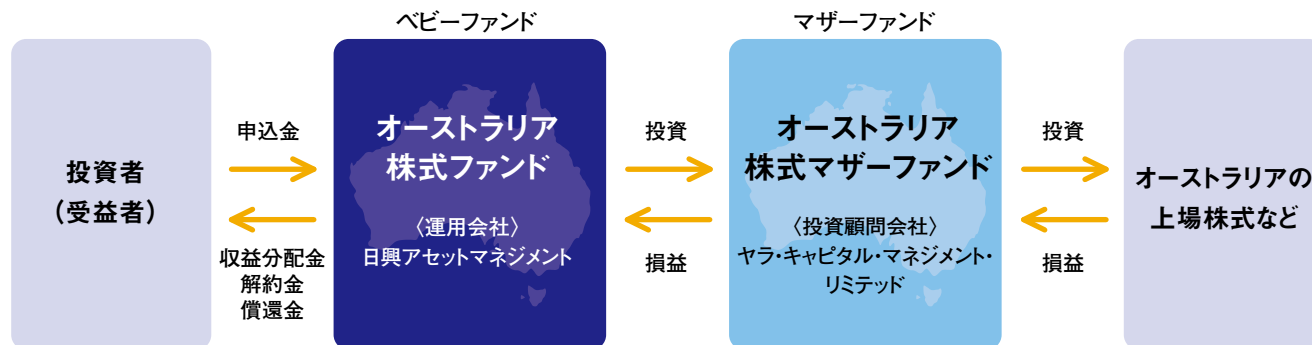 ベビーファンド
マザーファンド
投資者
（受益者）
申込金
収益分配金
解約金
償還金
オーストラリア
株式ファンド
〈運用会社〉
日興アセットマネジメント
投資
損益
オーストラリア
株式マザーファンド
〈投資顧問会社〉
ヤラ・キャピタル・マネジメント・
リミテッド
投資
損益
オーストラリアの
上場株式など